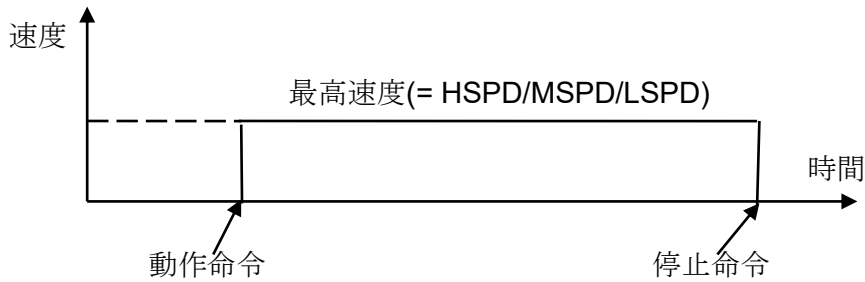 速度
最高速度(= HSPD/MSPD/LSPD)
時間
動作命令
停止命令